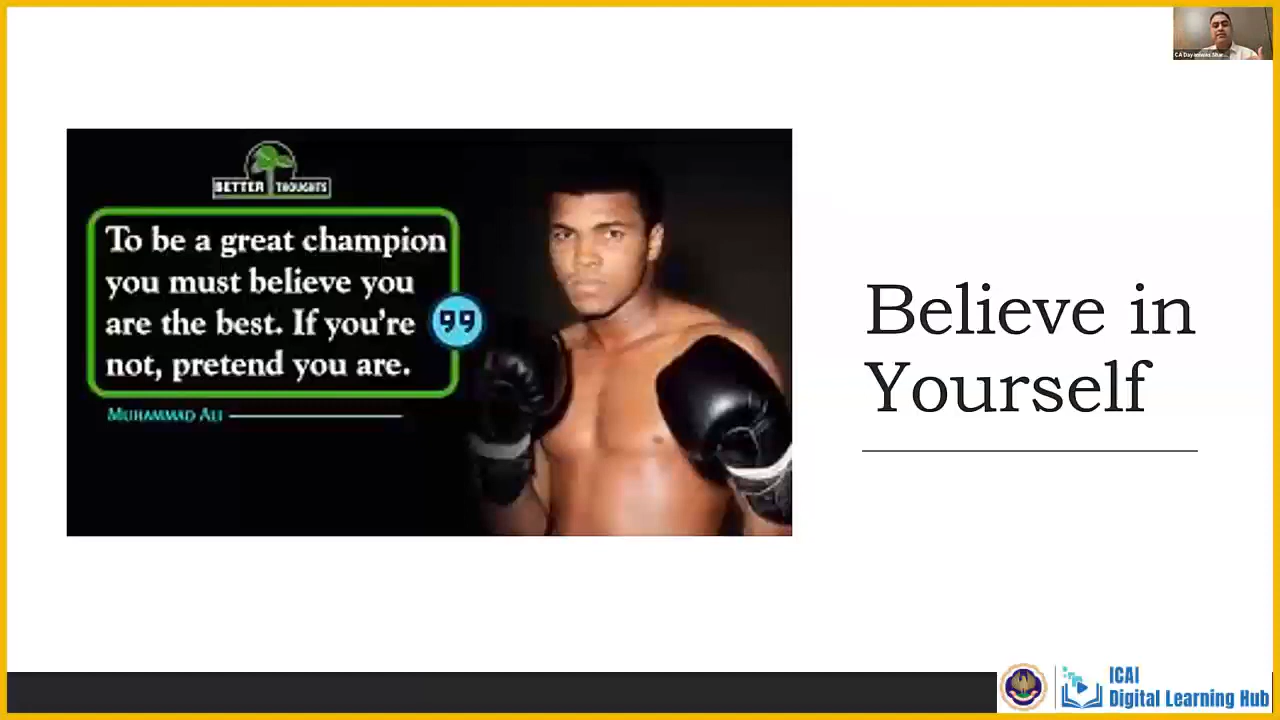 BETTER THOUGHTS
To be a great champion
you must believe you
are the best. If you're
not, pretend you are.
MUHAMMAD ALI
Believe in
Yourself
ICAI
Digital Learning Hub